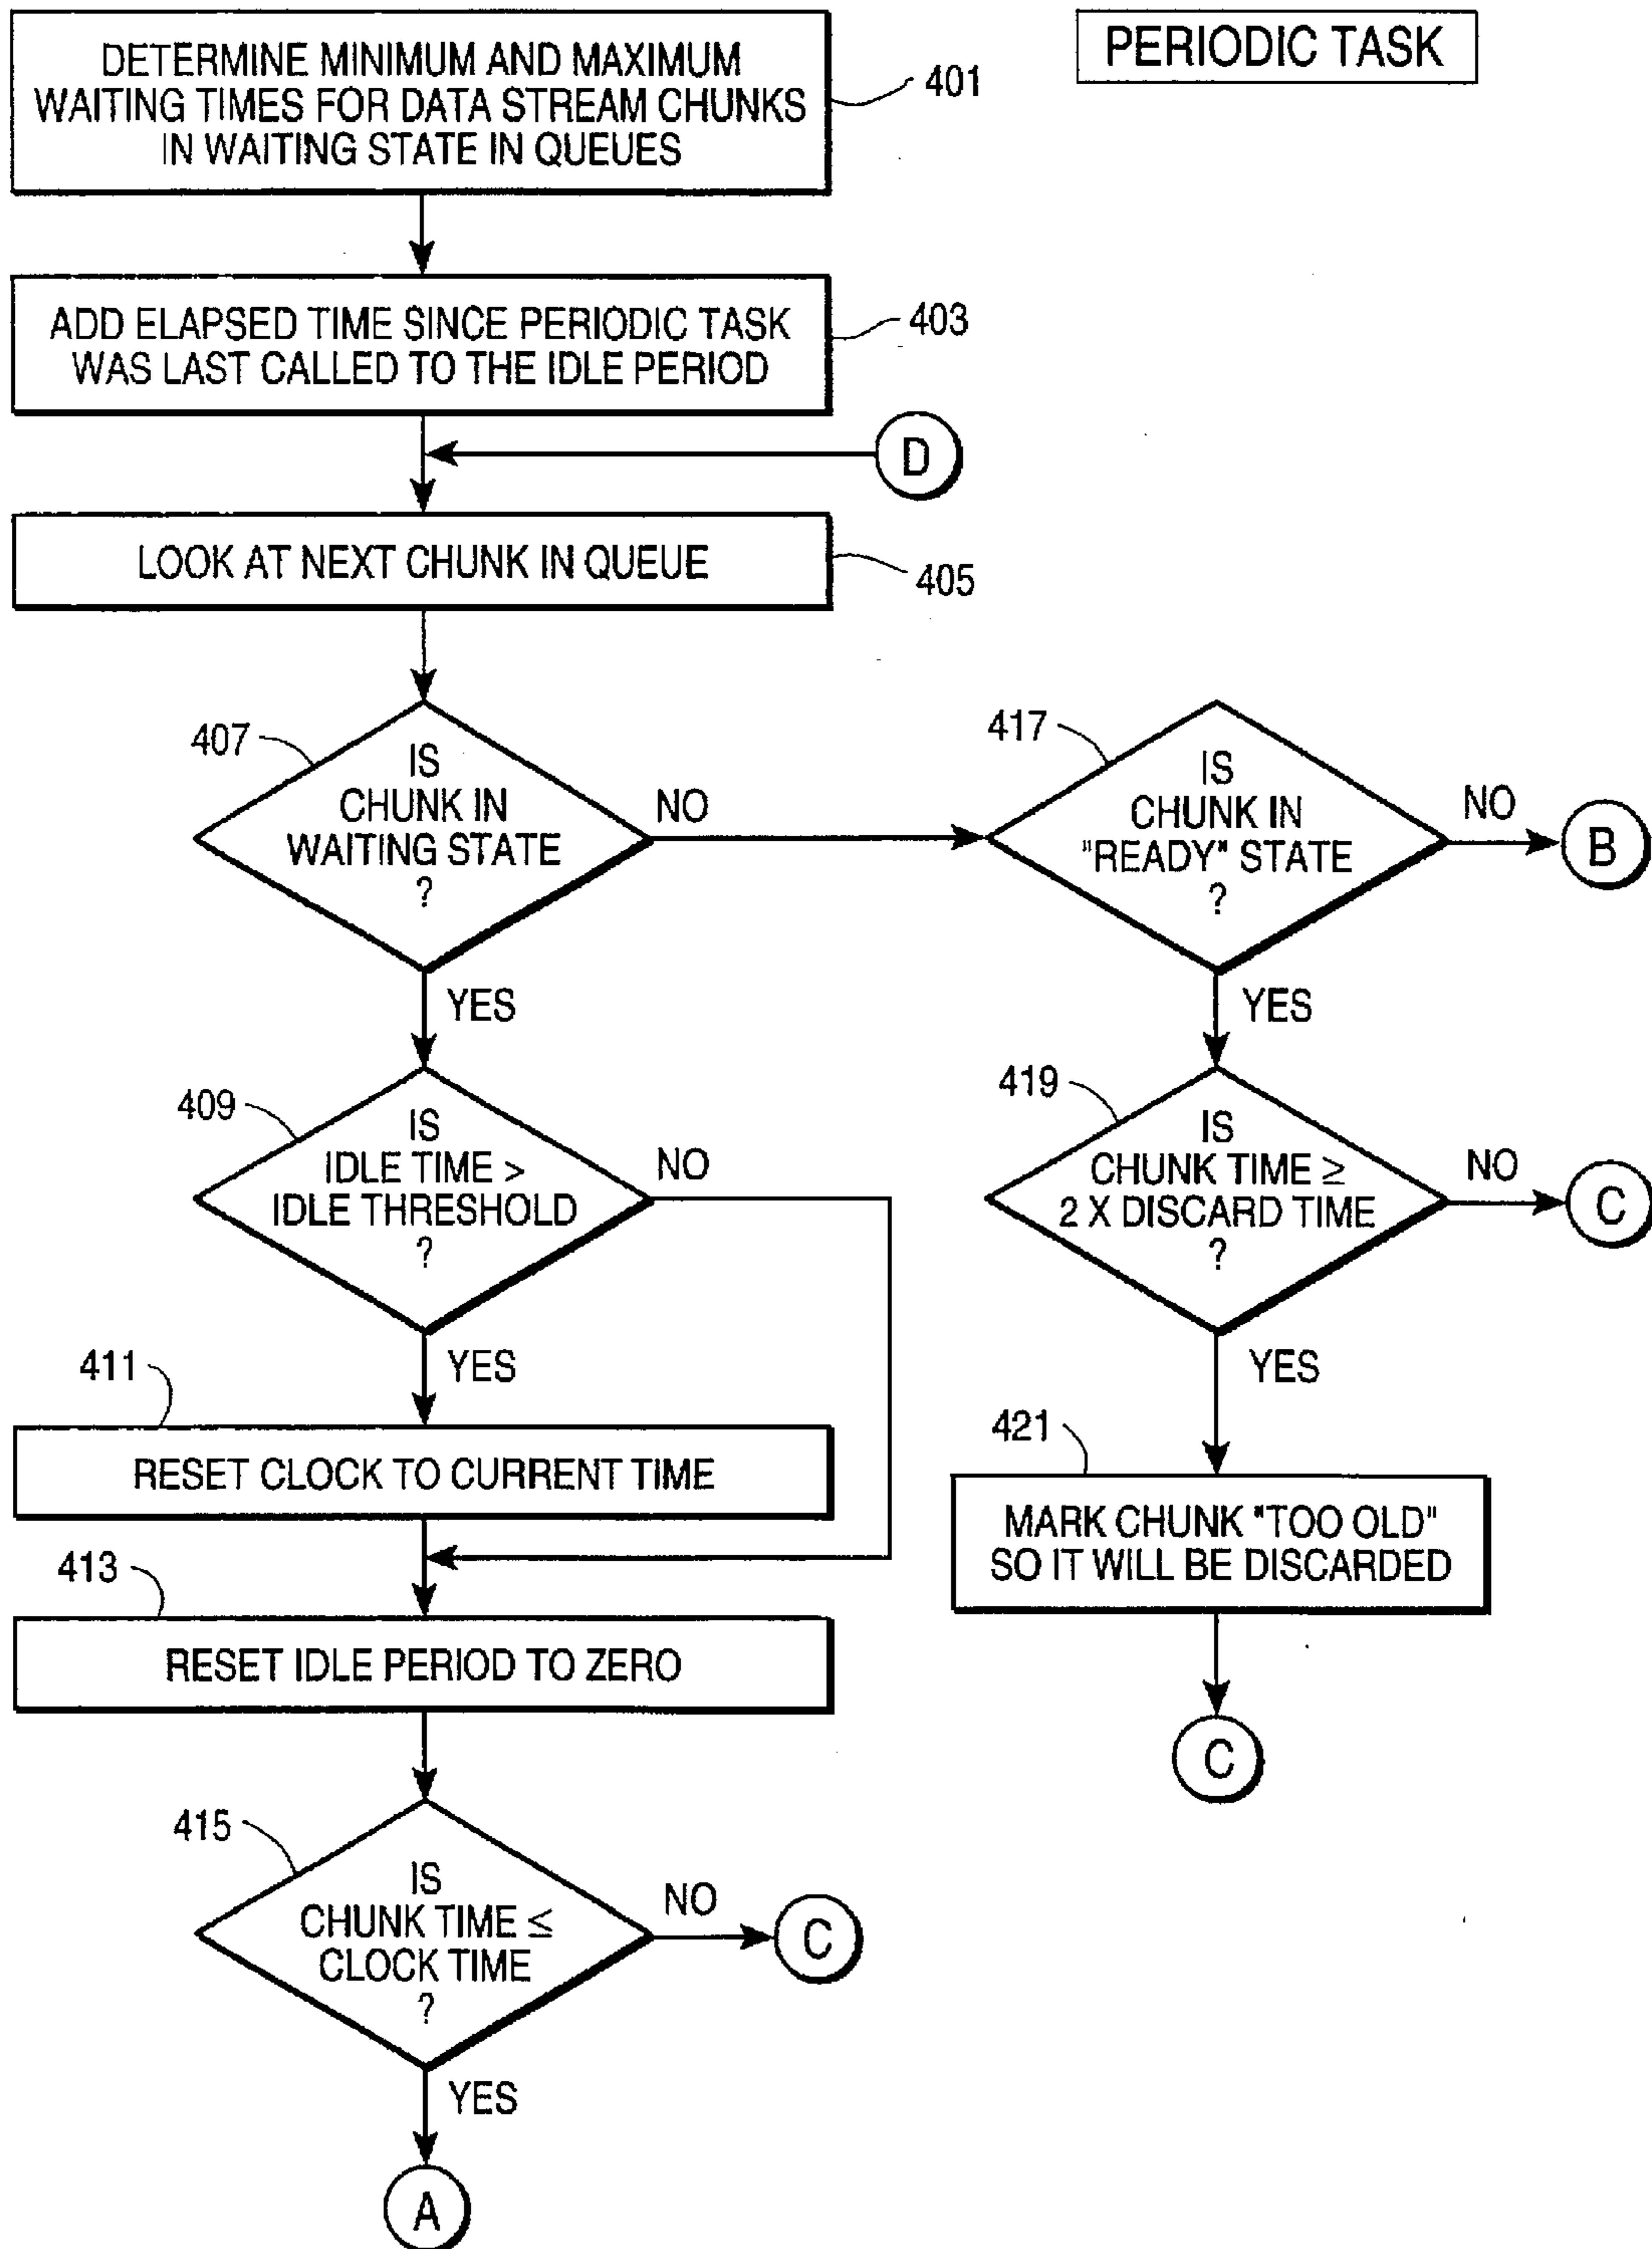 PERIODIC TASK
DETERMINE MINIMUM AND MAXIMUM
WAITING TIMES FOR DATA STREAM CHUNKS
IN WAITING STATE IN QUEUES
401
ADD ELAPSED TIME SINCE PERIODIC TASK
WAS LAST CALLED TO THE IDLE PERIOD
403
D
LOOK AT NEXT CHUNK IN QUEUE
405
407
IS
CHUNK IN
WAITING STATE
?
NO
YES
417
IS
CHUNK IN
"READY" STATE
?
NO
B
YES
409
IS
IDLE TIME >
IDLE THRESHOLD
?
NO
YES
419
IS
CHUNK TIME ≥
2 X DISCARD TIME
?
NO
C
YES
411
RESET CLOCK TO CURRENT TIME
421
MARK CHUNK "TOO OLD"
SO IT WILL BE DISCARDED
C
413
RESET IDLE PERIOD TO ZERO
415
IS
CHUNK TIME ≤
CLOCK TIME
?
NO
C
YES
A